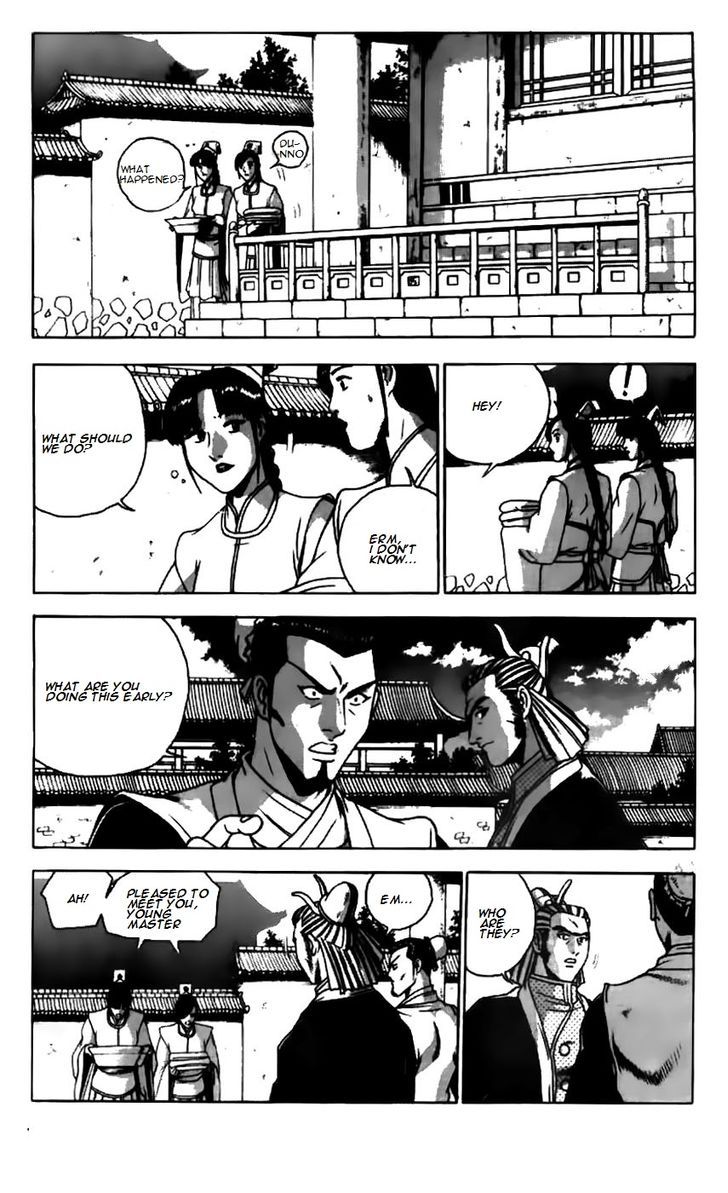 WHAT
HAPPENED?
DU-
NNO
WHAT SHOULD
WE DO?
ERM,
I DON'T
KNOW...
HEY!
!
WHAT ARE YOU
DOING THIS EARLY?
AH!
PLEASED TO
MEET YOU,
YOUNG
MASTER
EM...
WHO
ARE
THEY?